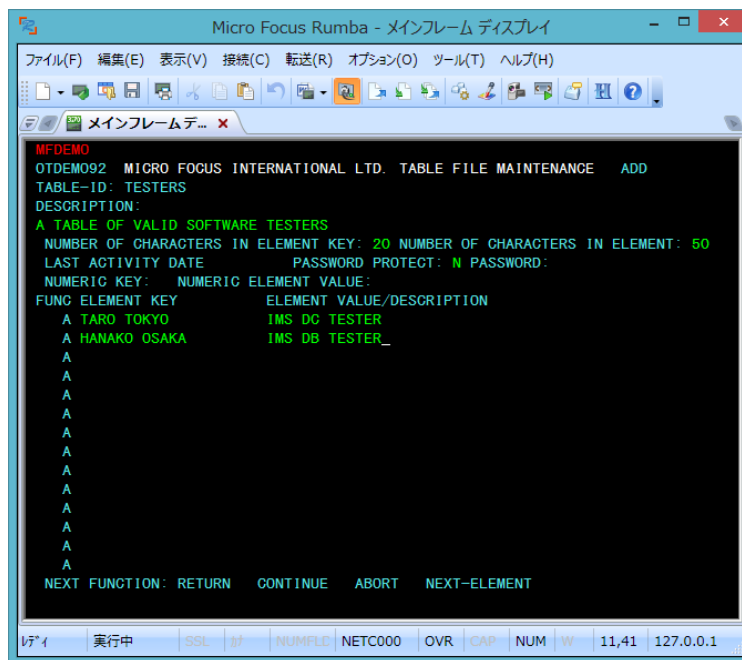 Micro Focus Rumba - メインフレーム ディスプレイ
ファイル(F) 編集(E) 表示(V) 接続(C) 転送(R) オプション(O) ツール(T) ヘルプ(H)
メインフレーム デ...
MFDEMO
OTDEMO92 MICRO FOCUS INTERNATIONAL LTD. TABLE FILE MAINTENANCE ADD
TABLE-ID: TESTERS
DESCRIPTION:
A TABLE OF VALID SOFTWARE TESTERS
NUMBER OF CHARACTERS IN ELEMENT KEY: 20 NUMBER OF CHARACTERS IN ELEMENT: 50
LAST ACTIVITY DATE PASSWORD PROTECT: N PASSWORD:
NUMERIC KEY: NUMERIC ELEMENT VALUE:
FUNC ELEMENT KEY ELEMENT VALUE/DESCRIPTION
A TARO TOKYO IMS DC TESTER
A HANAKO OSAKA IMS DB TESTER_
A
A
A
A
A
A
A
A
A
A
A
A
NEXT FUNCTION: RETURN CONTINUE ABORT NEXT-ELEMENT
ﾚﾃﾞｨ 実行中 SSL NUMFLD NETC000 OVR CAP NUM W 11,41 127.0.0.1